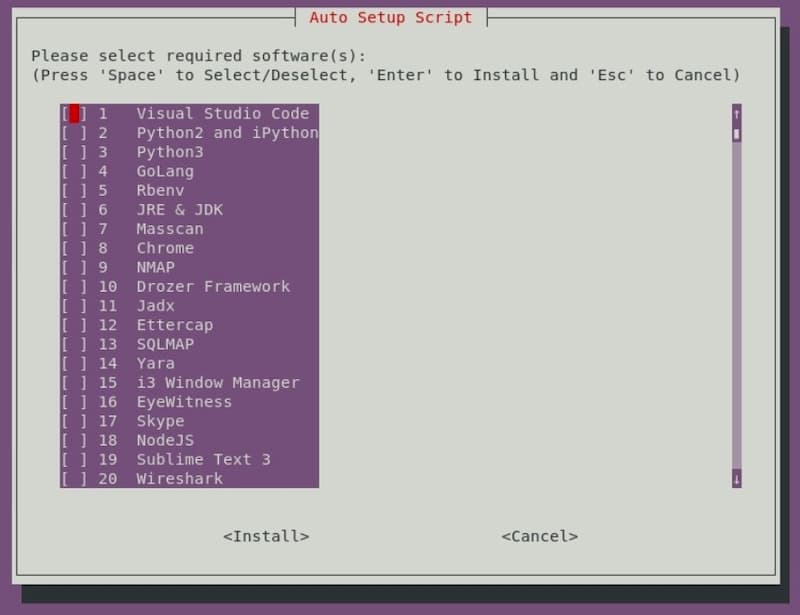 Auto Setup Script
Please select required software(s):
(Press 'Space' to Select/Deselect, 'Enter' to Install and 'Esc' to Cancel)
[ ] 1 Visual Studio Code
[ ] 2 Python2 and iPython
[ ] 3 Python3
[ ] 4 GoLang
[ ] 5 Rbenv
[ ] 6 JRE & JDK
[ ] 7 Masscan
[ ] 8 Chrome
[ ] 9 NMAP
[ ] 10 Drozer Framework
[ ] 11 Jadx
[ ] 12 Ettercap
[ ] 13 SQLMAP
[ ] 14 Yara
[ ] 15 i3 Window Manager
[ ] 16 EyeWitness
[ ] 17 Skype
[ ] 18 NodeJS
[ ] 19 Sublime Text 3
[ ] 20 Wireshark
<Install> <Cancel>